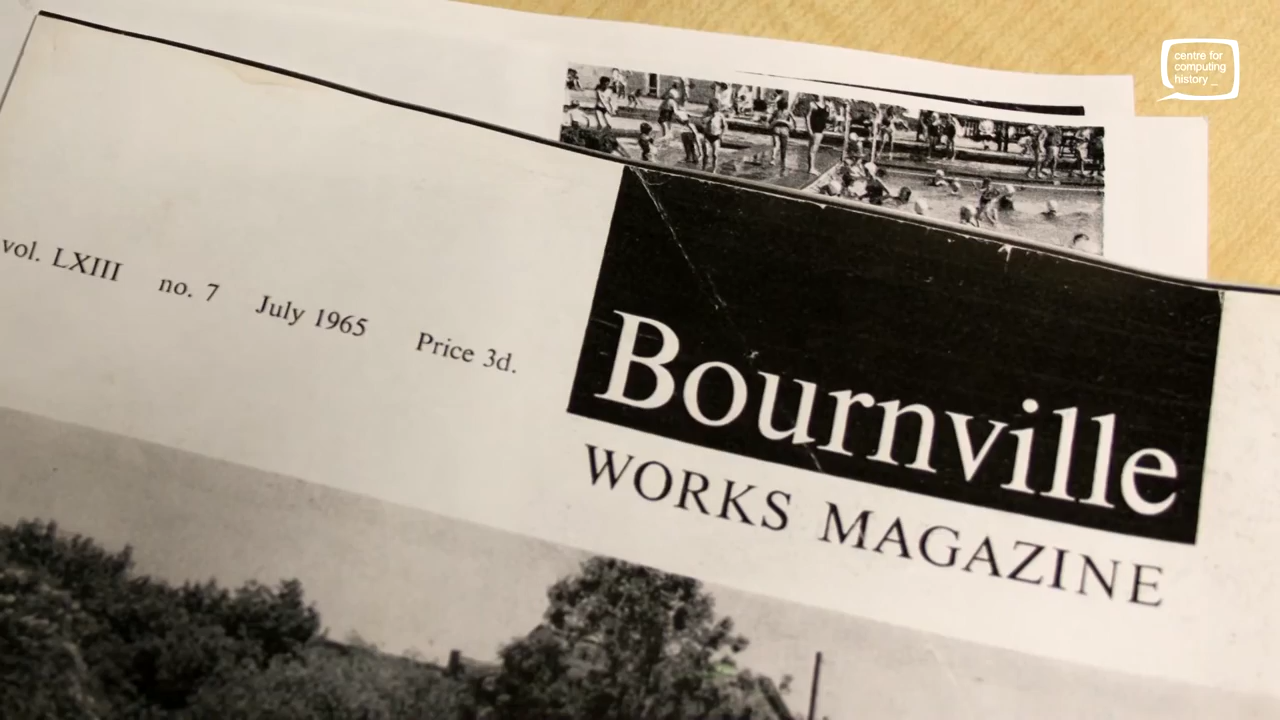 centre for
computing
history _
vol. LXIII no. 7 July 1965 Price 3d.
Bournville
WORKS MAGAZINE